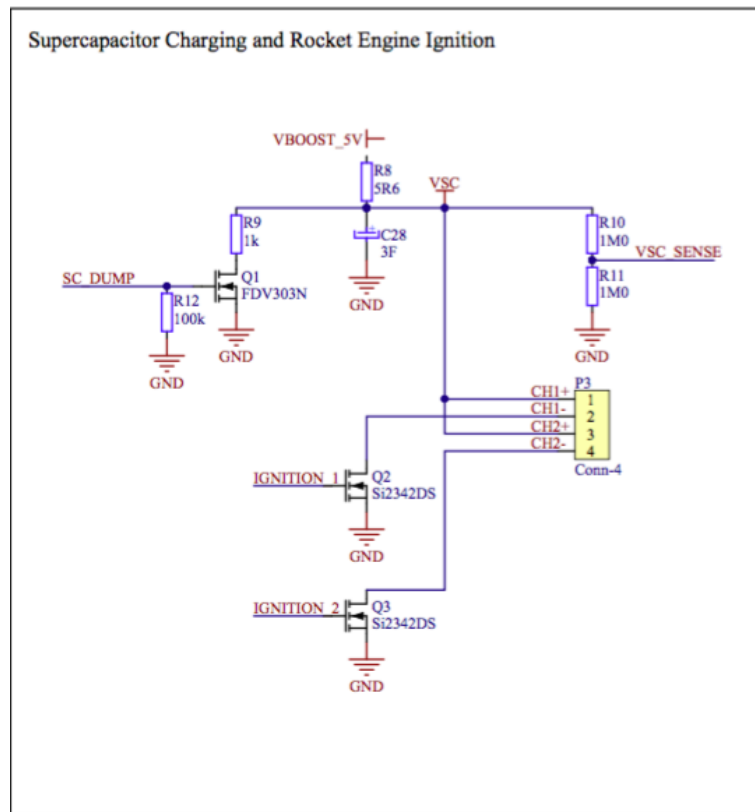 Supercapacitor Charging and Rocket Engine Ignition
VBOOST_5V
R8
5R6
VSC
R9
1k
C28
3F
R10
1M0
VSC_SENSE
SC_DUMP
Q1
FDV303N
R12
100k
R11
1M0
GND
GND
GND
GND
P3
CH1+
1
CH1-
2
CH2+
3
CH2-
4
Conn-4
IGNITION_1
Q2
Si2342DS
GND
IGNITION_2
Q3
Si2342DS
GND